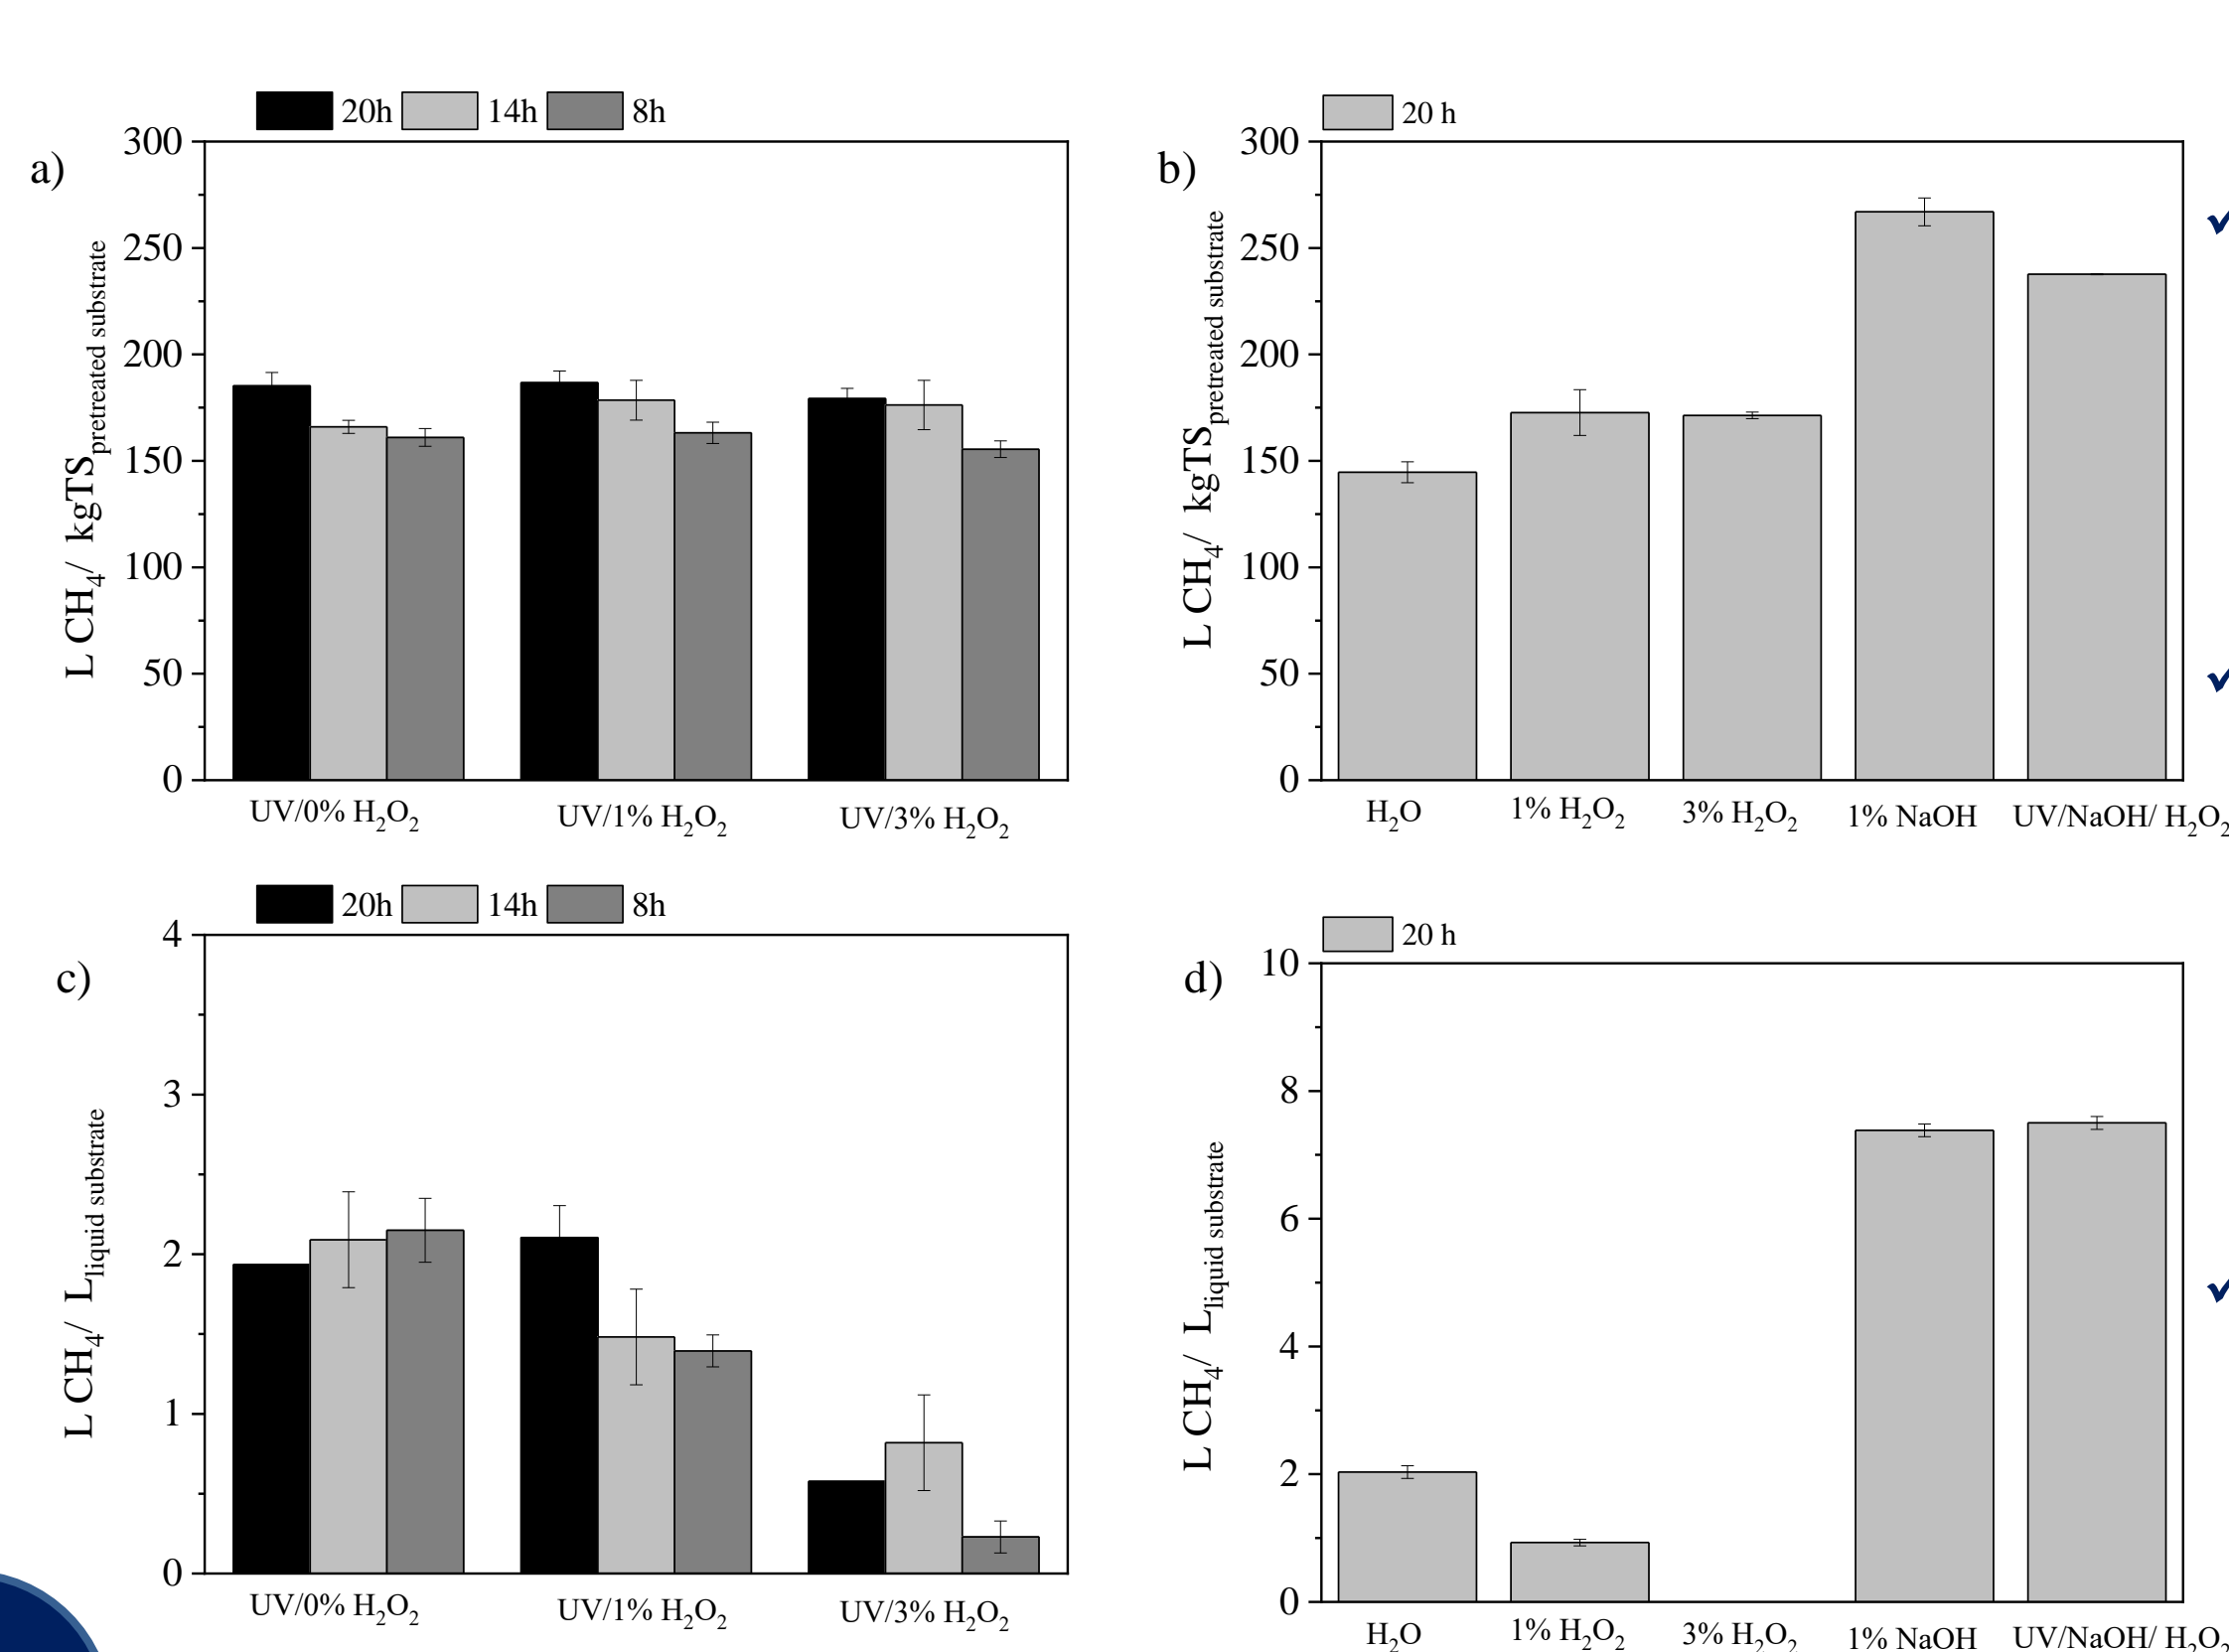 20h 14h 8h
a)
300
250
200
150
100
50
0
L CH₄/ kgTSpretreated substrate
UV/0% H₂O₂ UV/1% H₂O₂ UV/3% H₂O₂
20 h
b)
300
250
200
150
100
50
0
L CH₄/ kgTSpretreated substrate
H₂O 1% H₂O₂ 3% H₂O₂ 1% NaOH UV/NaOH/ H₂O₂
20h 14h 8h
c)
4
3
2
1
0
L CH₄/ Lliquid substrate
UV/0% H₂O₂ UV/1% H₂O₂ UV/3% H₂O₂
20 h
d)
10
8
6
4
2
0
L CH₄/ Lliquid substrate
H₂O 1% H₂O₂ 3% H₂O₂ 1% NaOH UV/NaOH/ H₂O₂